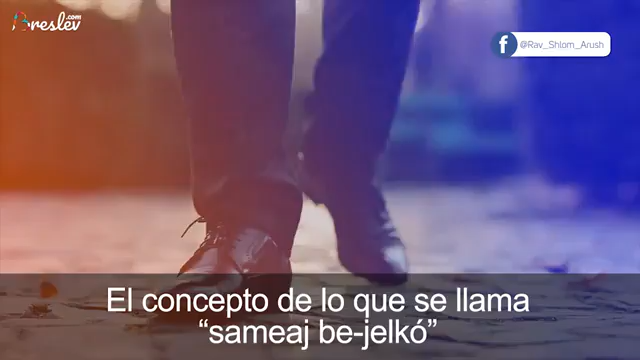 Breslev.com
@Rav_Shlom_Arush
El concepto de lo que se llama
“sameaj be-jelkó”